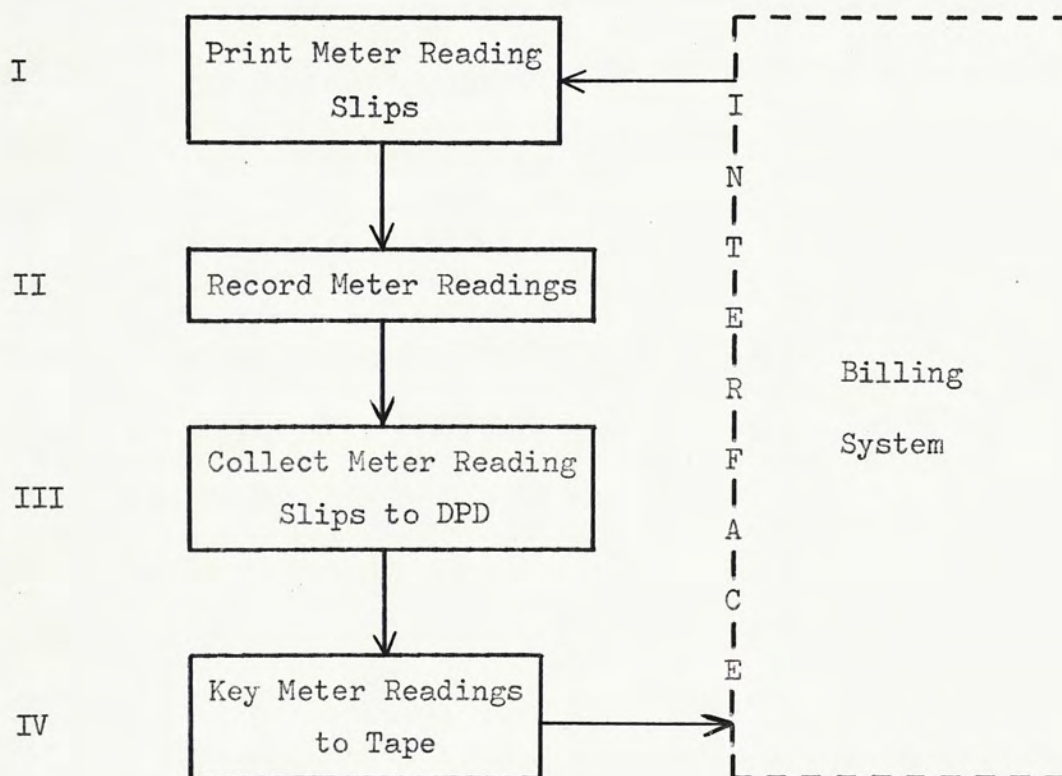 I
Print Meter Reading
Slips
II
Record Meter Readings
III
Collect Meter Reading
Slips to DPD
IV
Key Meter Readings
to Tape
INTERFACE
Billing
System